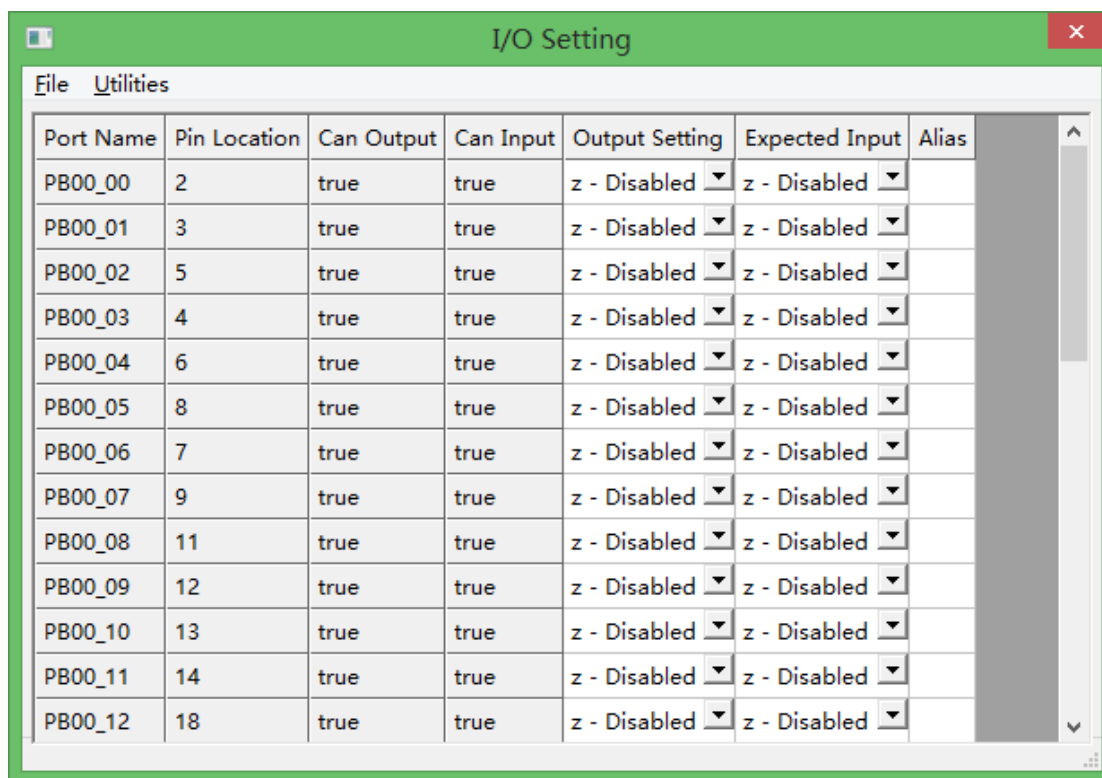 I/O Setting
File Utilities
Port Name Pin Location Can Output Can Input Output Setting Expected Input Alias
PB00_00 2 true true z - Disabled z - Disabled
PB00_01 3 true true z - Disabled z - Disabled
PB00_02 5 true true z - Disabled z - Disabled
PB00_03 4 true true z - Disabled z - Disabled
PB00_04 6 true true z - Disabled z - Disabled
PB00_05 8 true true z - Disabled z - Disabled
PB00_06 7 true true z - Disabled z - Disabled
PB00_07 9 true true z - Disabled z - Disabled
PB00_08 11 true true z - Disabled z - Disabled
PB00_09 12 true true z - Disabled z - Disabled
PB00_10 13 true true z - Disabled z - Disabled
PB00_11 14 true true z - Disabled z - Disabled
PB00_12 18 true true z - Disabled z - Disabled